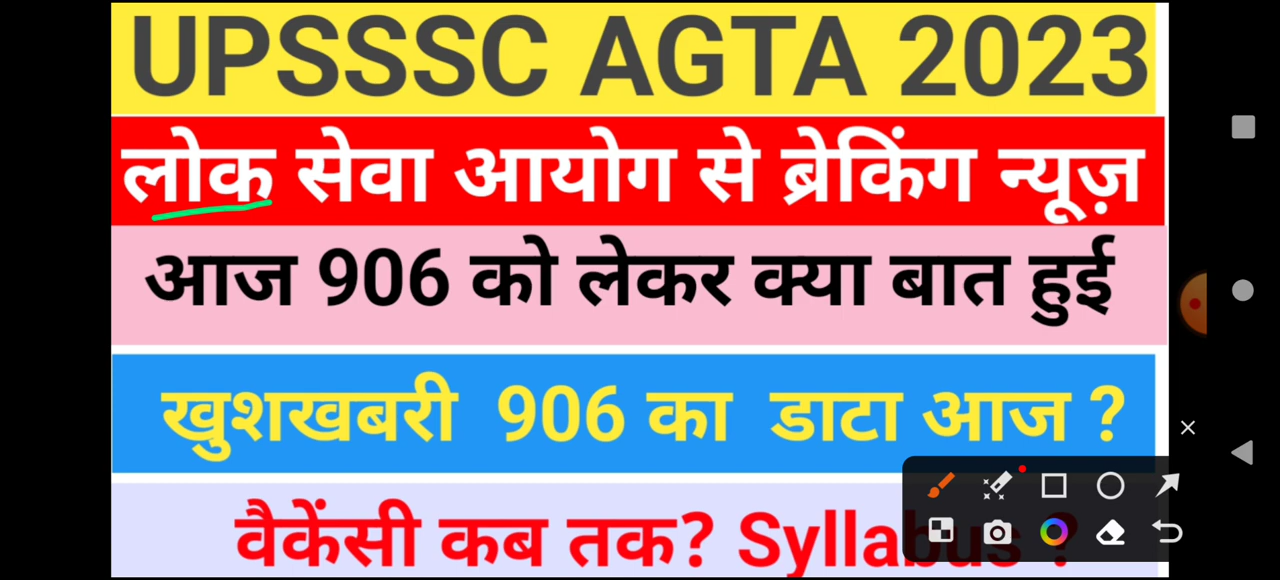 UPSSSC AGTA 2023
लोक सेवा आयोग से ब्रेकिंग न्यूज़
आज 906 को लेकर क्या बात हुई
खुशखबरी 906 का डाटा आज ?
वैकेंसी कब तक? Syllabus ?